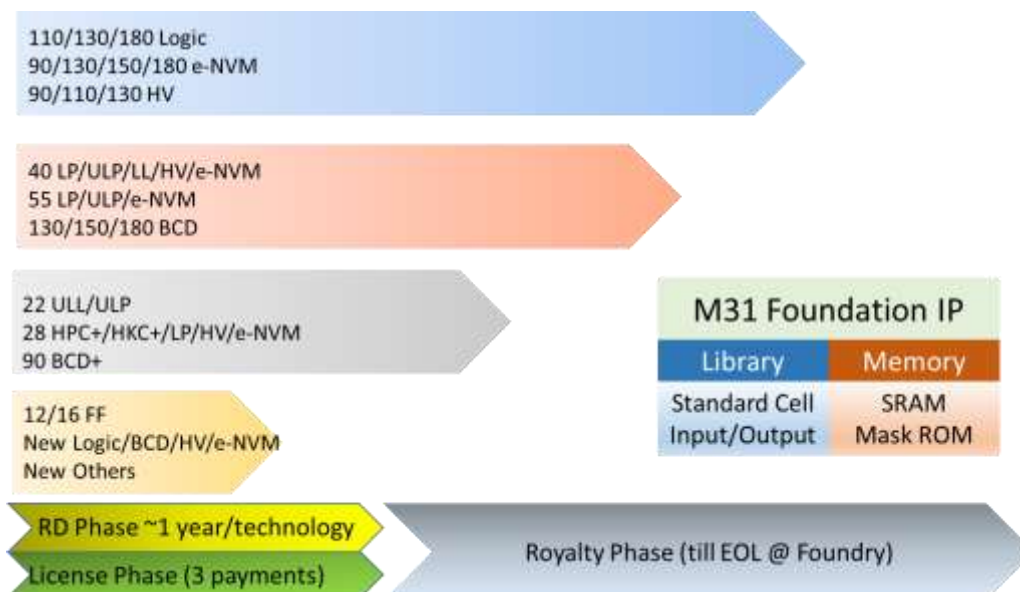 110/130/180 Logic
90/130/150/180 e-NVM
90/110/130 HV
40 LP/ULP/LL/HV/e-NVM
55 LP/ULP/e-NVM
130/150/180 BCD
22 ULL/ULP
28 HPC+/HKC+/LP/HV/e-NVM
90 BCD+
M31 Foundation IP
Library Memory
Standard Cell SRAM
Input/Output Mask ROM
12/16 FF
New Logic/BCD/HV/e-NVM
New Others
RD Phase ~1 year/technology
License Phase (3 payments)
Royalty Phase (till EOL @ Foundry)